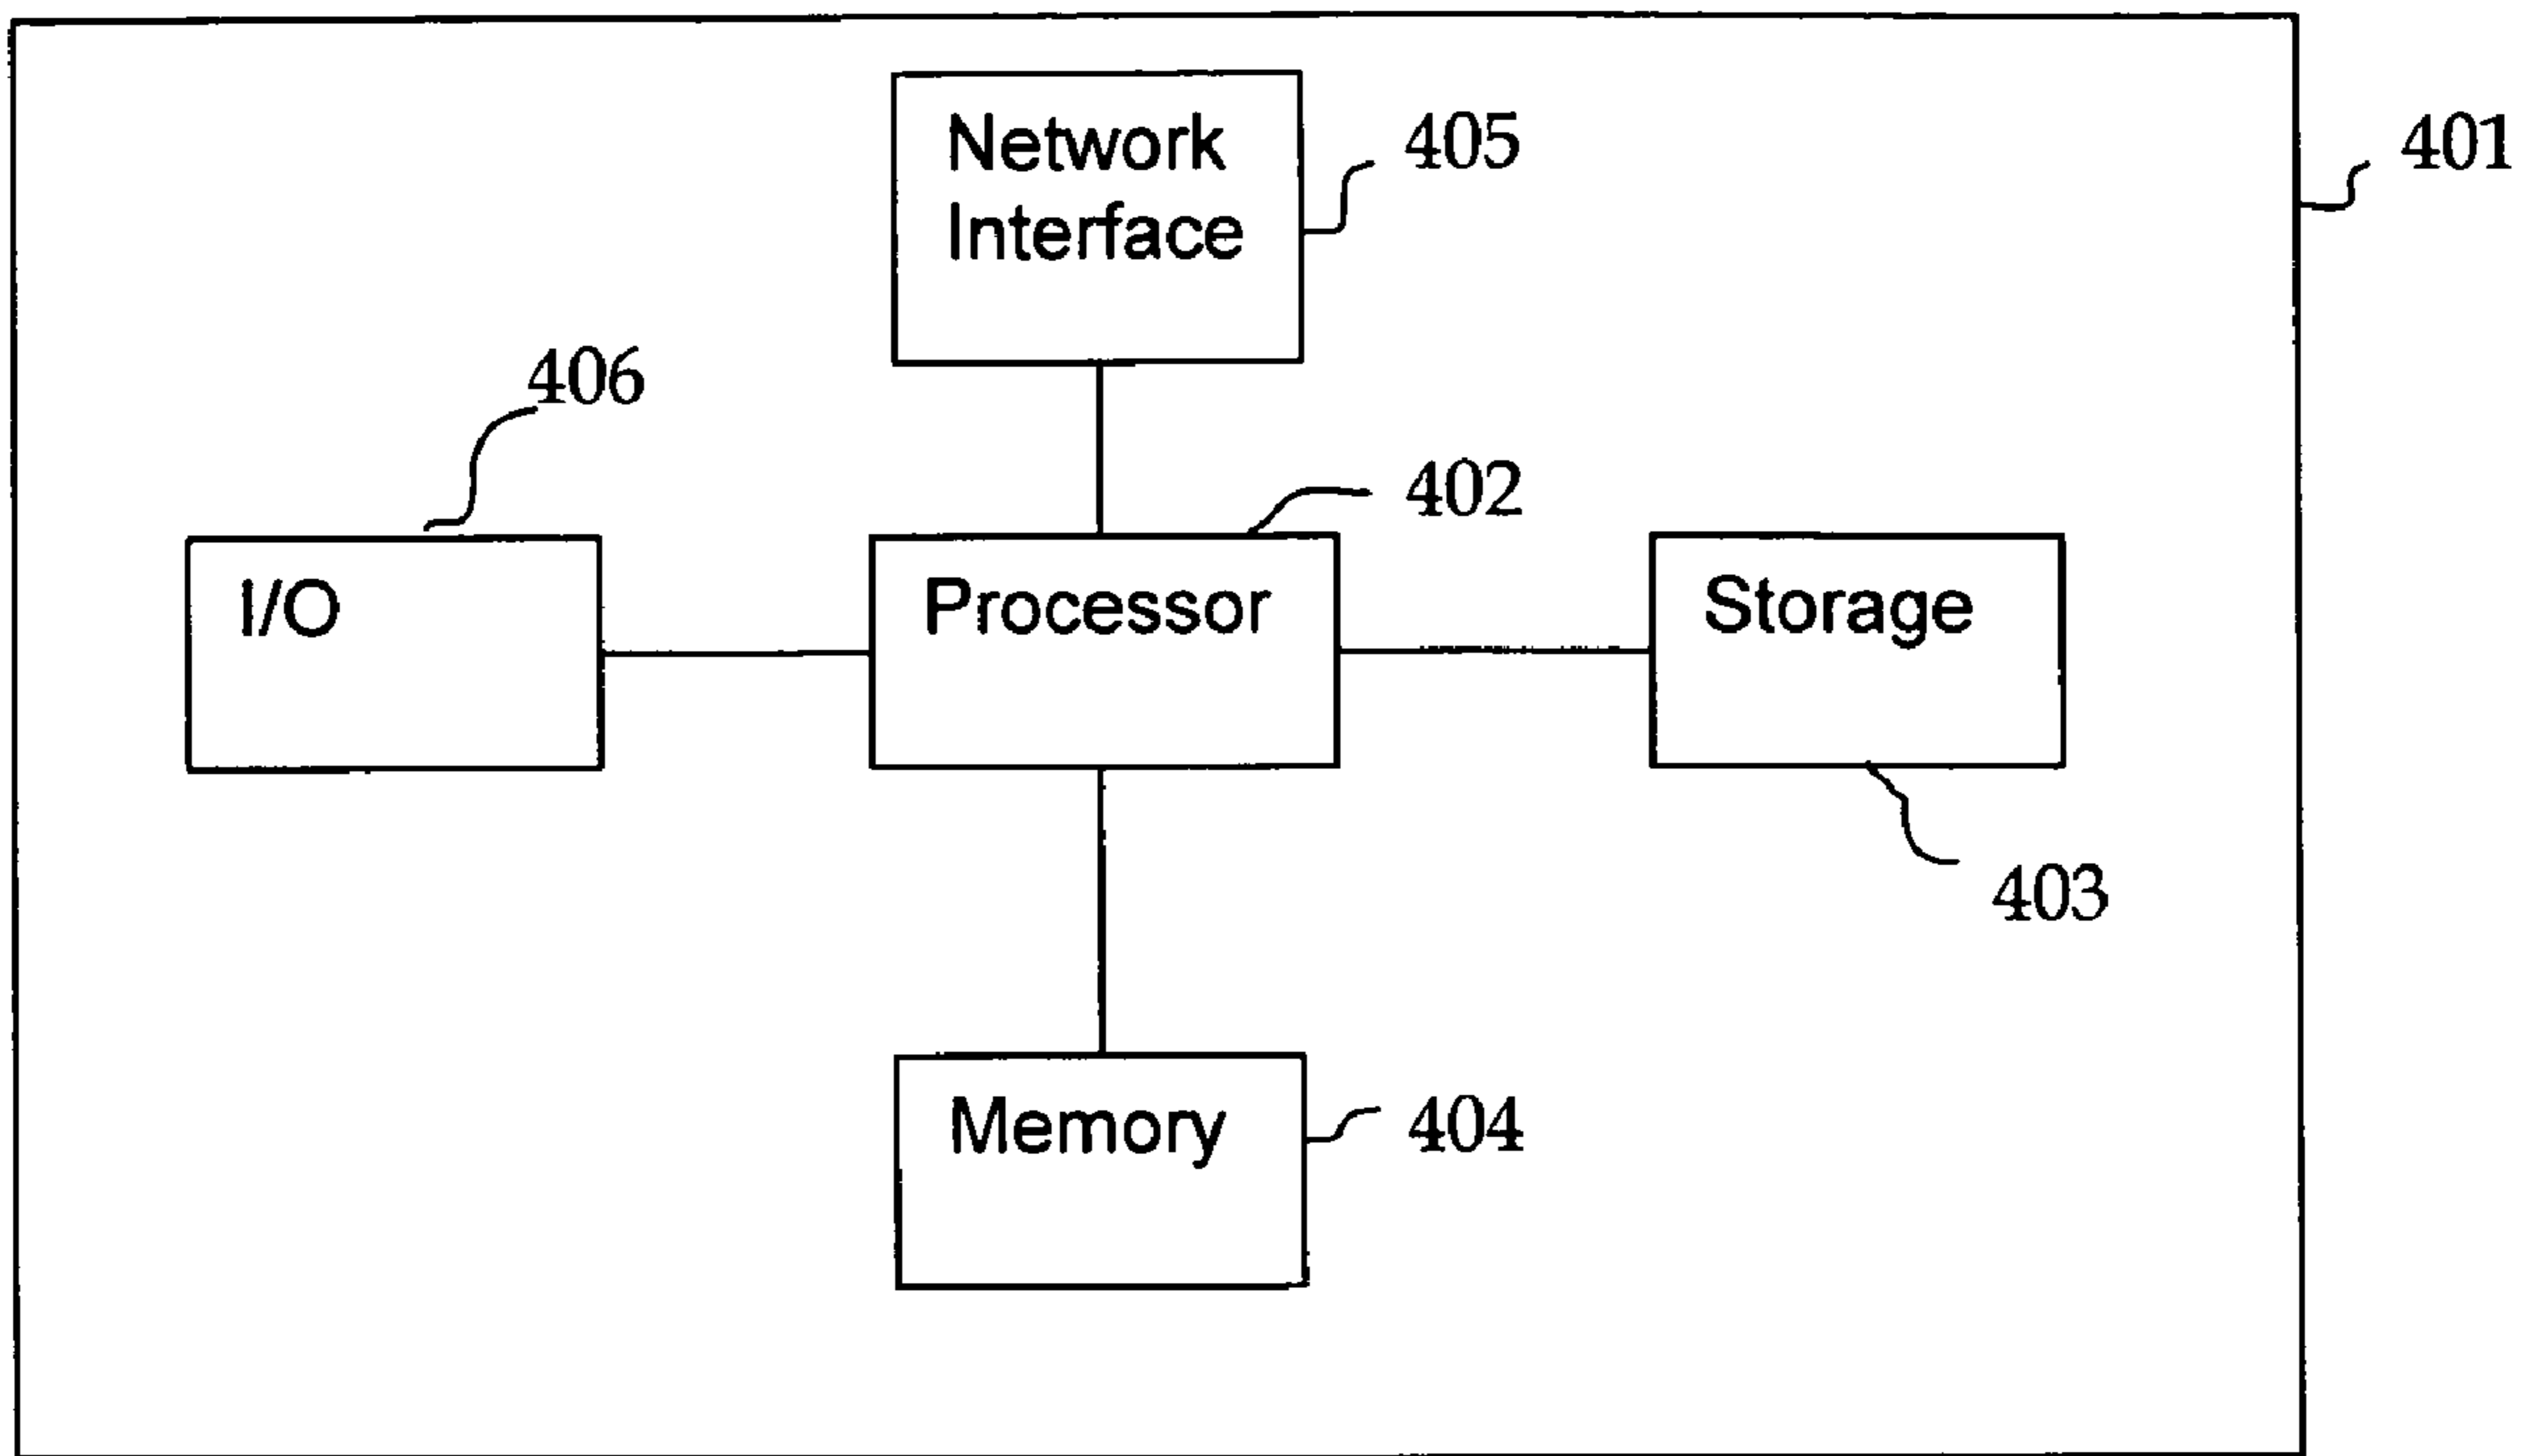 Network
Interface
405
401
406
402
I/O
Processor
Storage
403
Memory
404